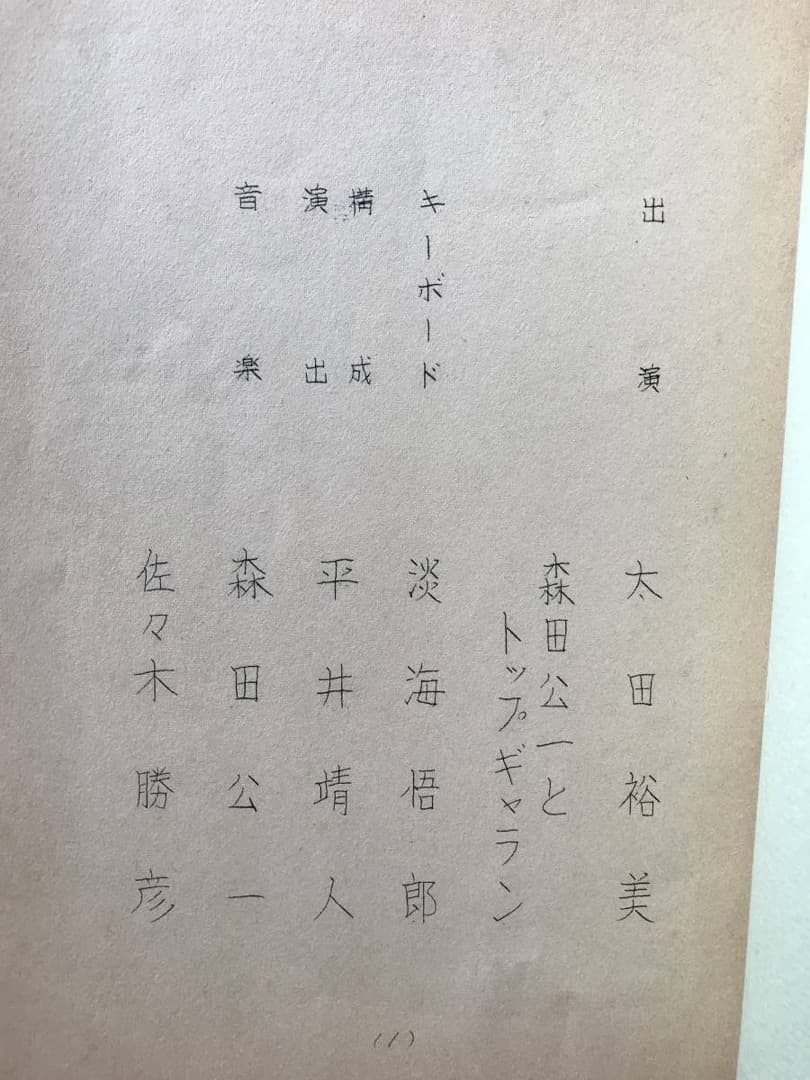 出演 太田裕美
森田公一と
トップギャラン
キーボード 淡海悟郎
構成
演出 平井靖人
音楽 森田公一
佐々木勝彦
(1)